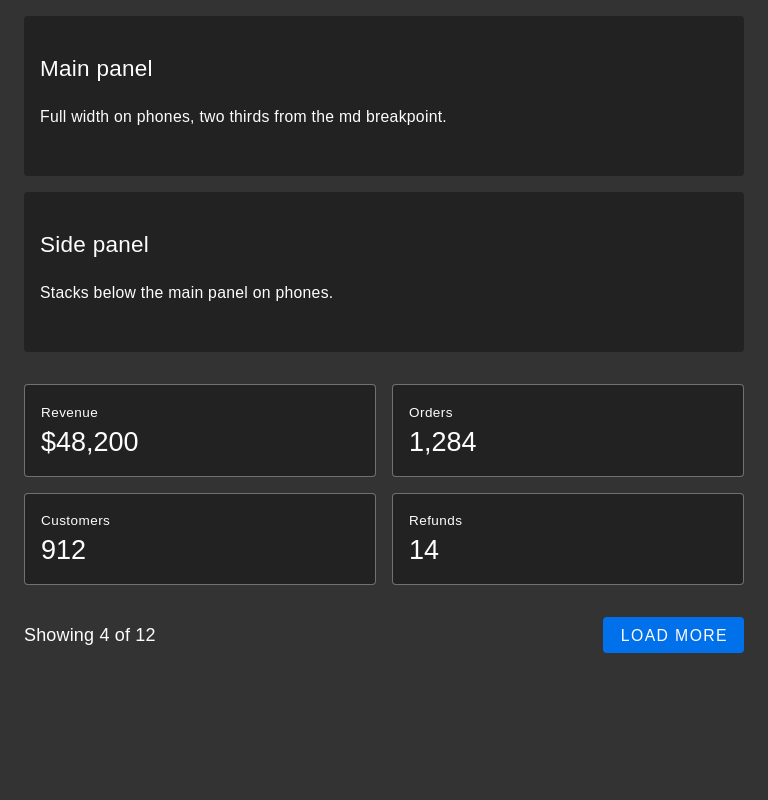 Main panel
Full width on phones, two thirds from the md breakpoint.
Side panel
Stacks below the main panel on phones.
Revenue
$48,200
Orders
1,284
Customers
912
Refunds
14
Showing 4 of 12
LOAD MORE